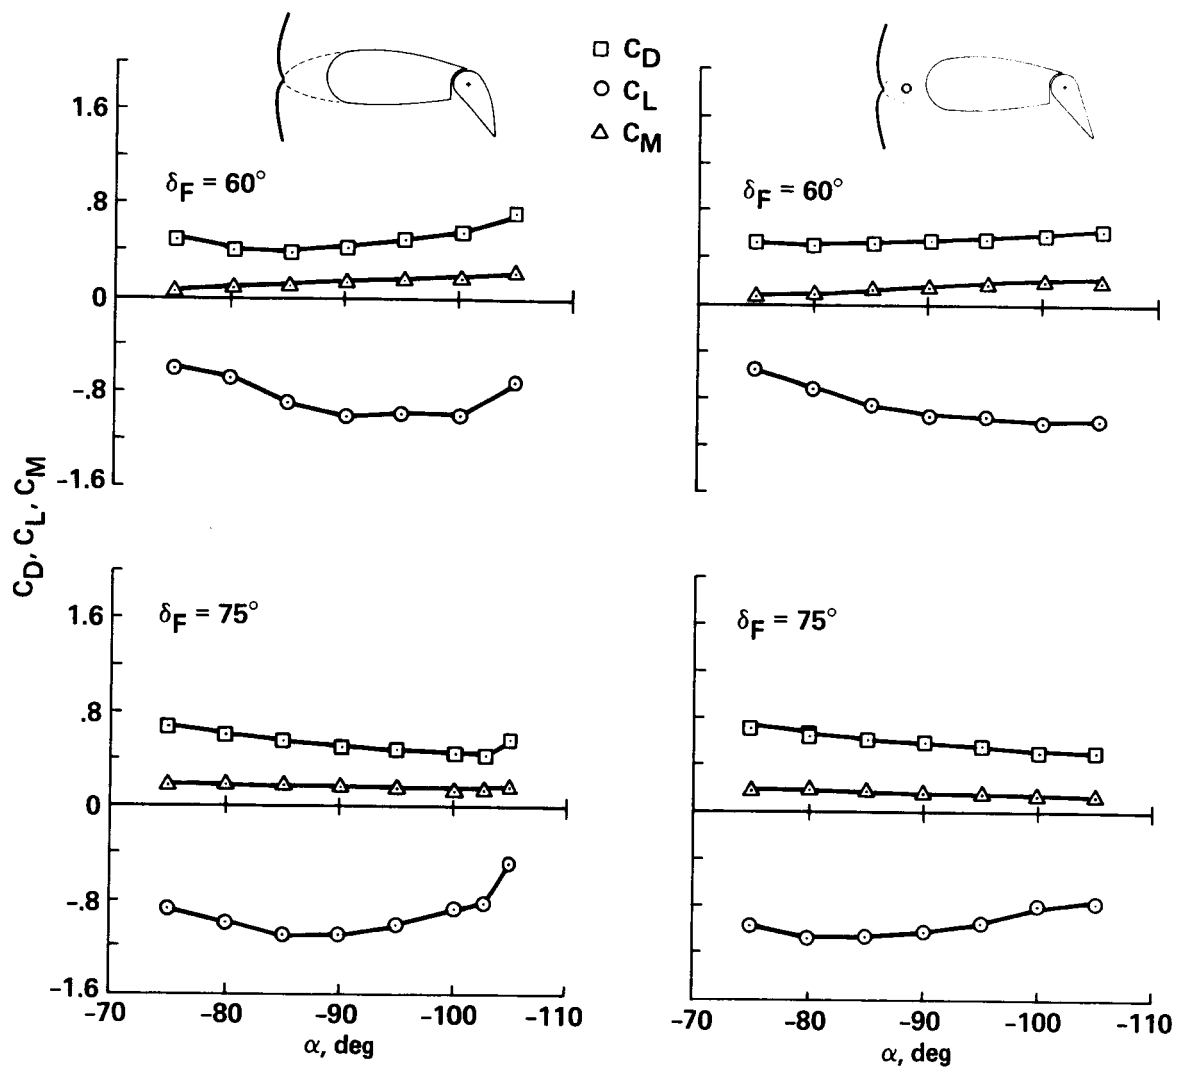 □ C_D
○ C_L
△ C_M
1.6
.8
0
–.8
–1.6
δ_F = 60°
δ_F = 60°
C_D, C_L, C_M
1.6
.8
0
–.8
–1.6
δ_F = 75°
δ_F = 75°
–70 –80 –90 –100 –110
α, deg
–70 –80 –90 –100 –110
α, deg